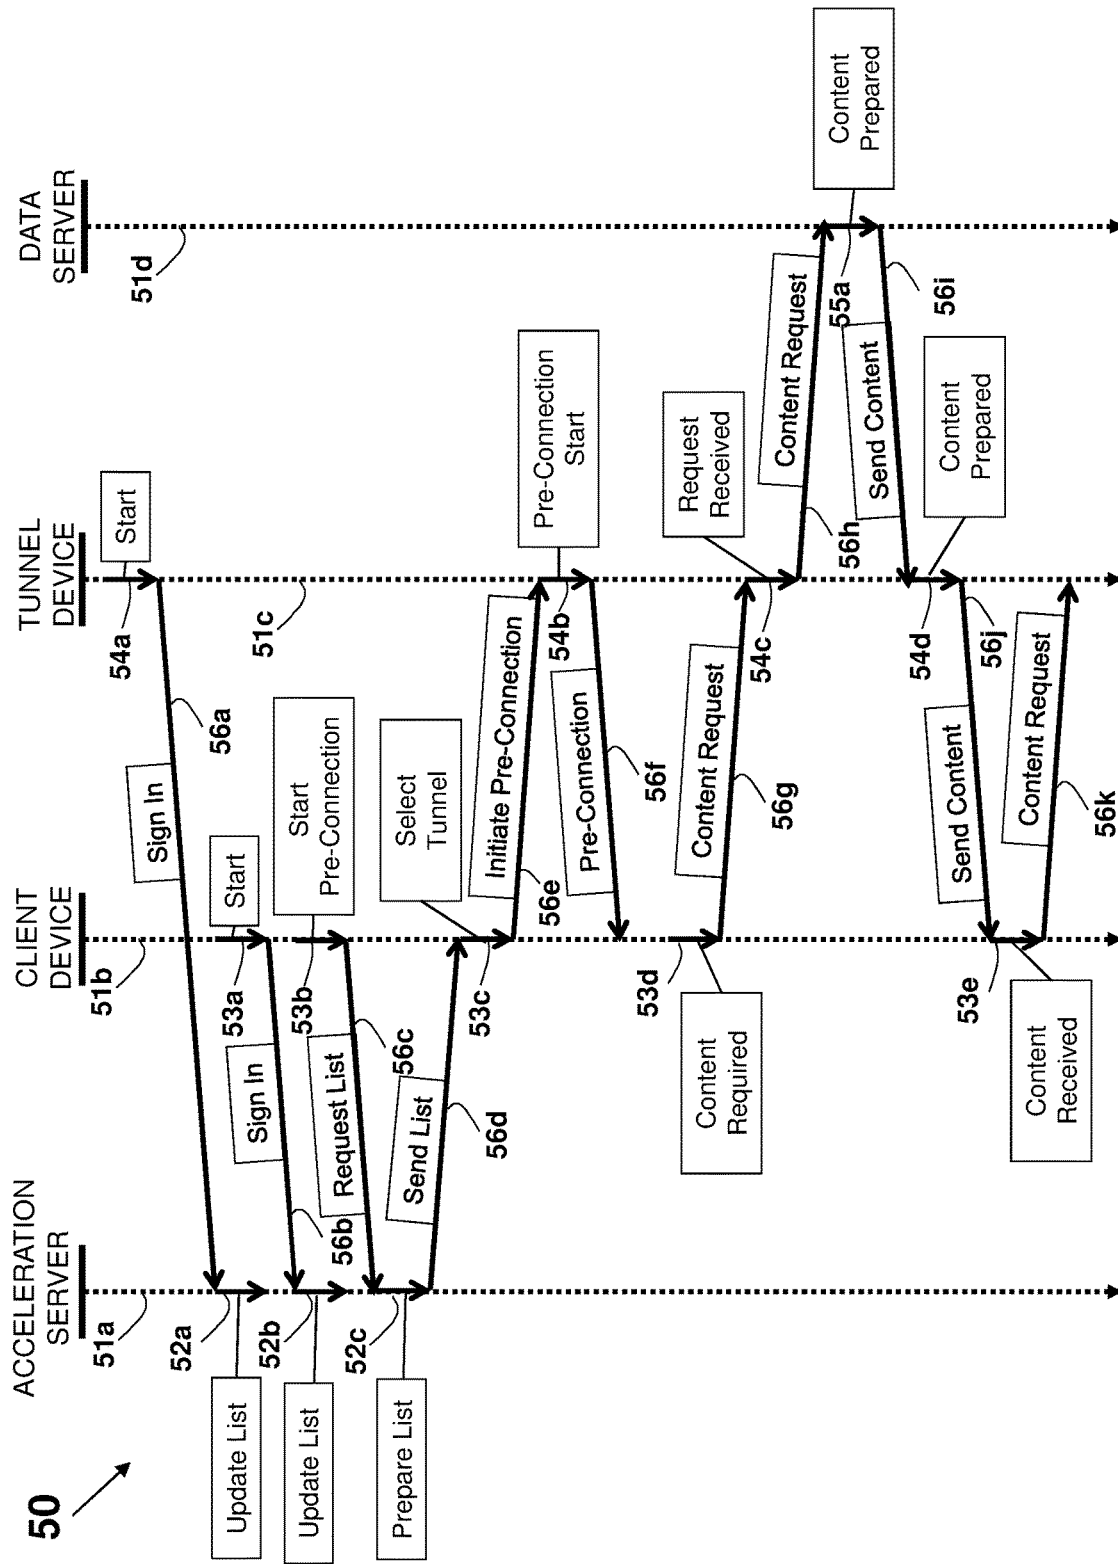 50
ACCELERATION
SERVER
CLIENT
DEVICE
TUNNEL
DEVICE
DATA
SERVER
51a
51b
54a
Start
51d
Sign In
56a
52a
Update List
53a
Start
51c
Sign In
56b
52b
Update List
53b
Start
Pre-Connection
Request List
56c
52c
Prepare List
Send List
56d
53c
Select
Tunnel
Initiate Pre-Connection
56e
54b
Pre-Connection
Start
Pre-Connection
56f
53d
Content
Required
Content Request
56g
54c
Request
Received
Content Request
56h
55a
Content
Prepared
Send Content
56i
54d
Content
Prepared
Send Content
56j
53e
Content
Received
Content Request
56k